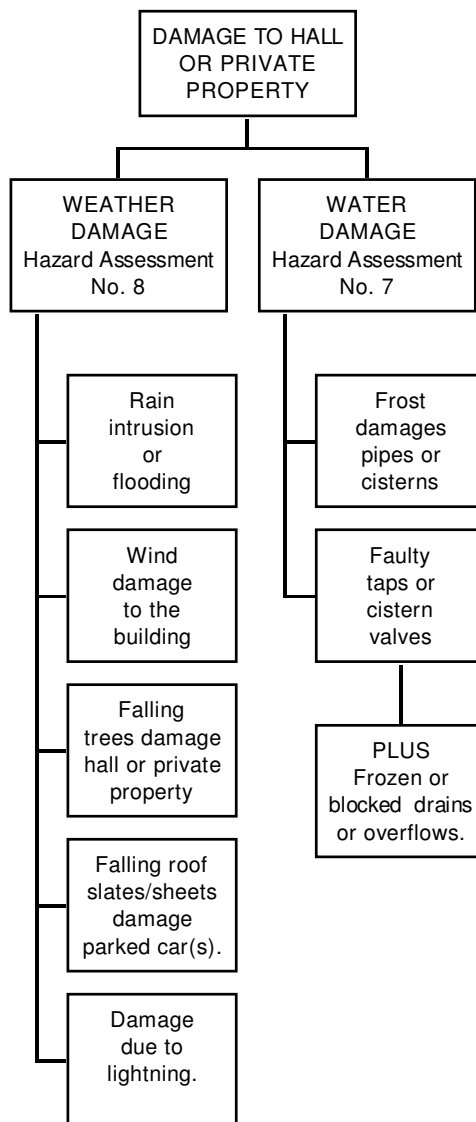 DAMAGE TO HALL
OR PRIVATE
PROPERTY
WEATHER
DAMAGE
Hazard Assessment
No. 8
WATER
DAMAGE
Hazard Assessment
No. 7
Rain
intrusion
or
flooding
Wind
damage
to the
building
Falling
trees damage
hall or private
property
Falling roof
slates/sheets
damage
parked car(s).
Damage
due to
lightning.
Frost
damages
pipes or
cisterns
Faulty
taps or
cistern
valves
PLUS
Frozen or
blocked drains
or overflows.